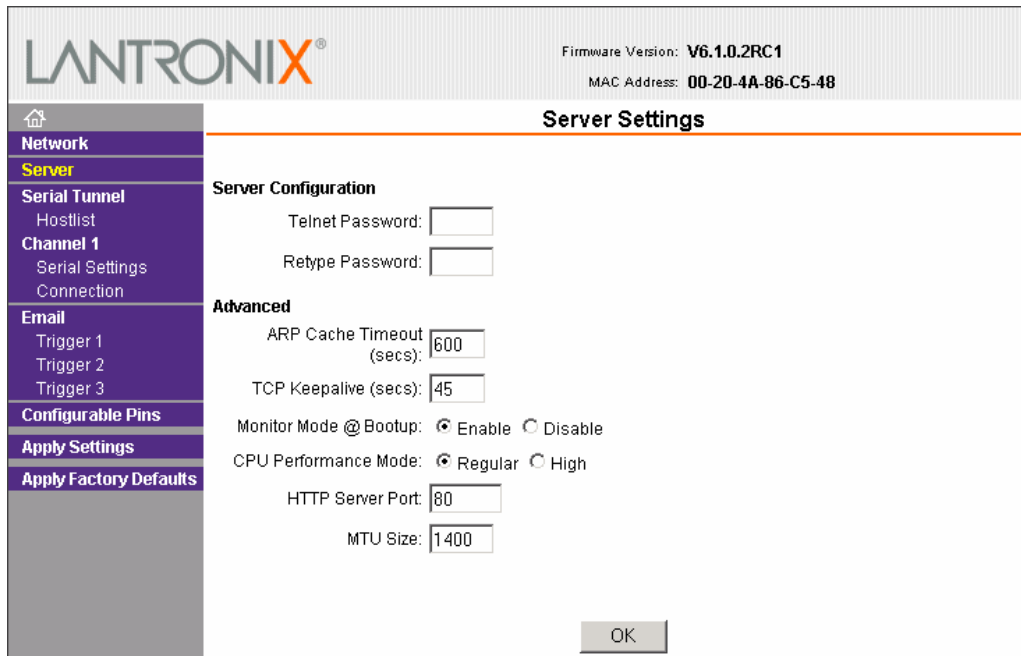 LANTRONIX®
Firmware Version: V6.1.0.2RC1
MAC Address: 00-20-4A-86-C5-48
Network
Server
Serial Tunnel
Hostlist
Channel 1
Serial Settings
Connection
Email
Trigger 1
Trigger 2
Trigger 3
Configurable Pins
Apply Settings
Apply Factory Defaults
Server Settings
Server Configuration
Telnet Password:
Retype Password:
Advanced
ARP Cache Timeout
(secs): 600
TCP Keepalive (secs): 45
Monitor Mode @ Bootup: Enable Disable
CPU Performance Mode: Regular High
HTTP Server Port: 80
MTU Size: 1400
OK